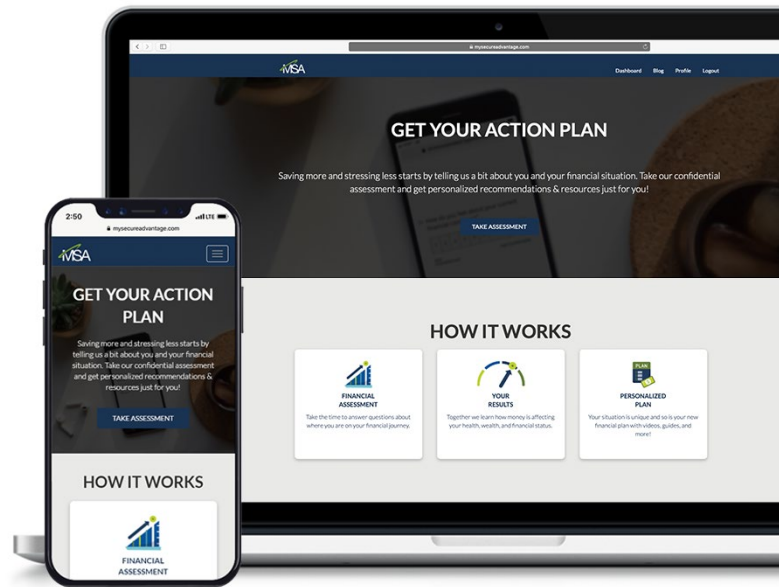 mysecureadvantage.com
MSA
Dashboard Blog Profile Logout
GET YOUR ACTION PLAN
Saving more and stressing less starts by telling us a bit about you and your financial situation. Take our confidential
assessment and get personalized recommendations & resources just for you!
TAKE ASSESSMENT
HOW IT WORKS
FINANCIAL
ASSESSMENT
Take the time to answer questions about
where you are on your financial journey.
YOUR
RESULTS
Together we learn how money is affecting
your health, wealth, and financial status.
PLAN
PERSONALIZED
PLAN
Your situation is unique and so is your new
financial plan with videos, guides, and
more!
2:50 LTE
mysecureadvantage.com
MSA
GET YOUR ACTION
PLAN
Saving more and stressing less starts by
telling us a bit about you and your financial
situation. Take our confidential assessment
and get personalized recommendations &
resources just for you!
TAKE ASSESSMENT
HOW IT WORKS
FINANCIAL
ASSESSMENT